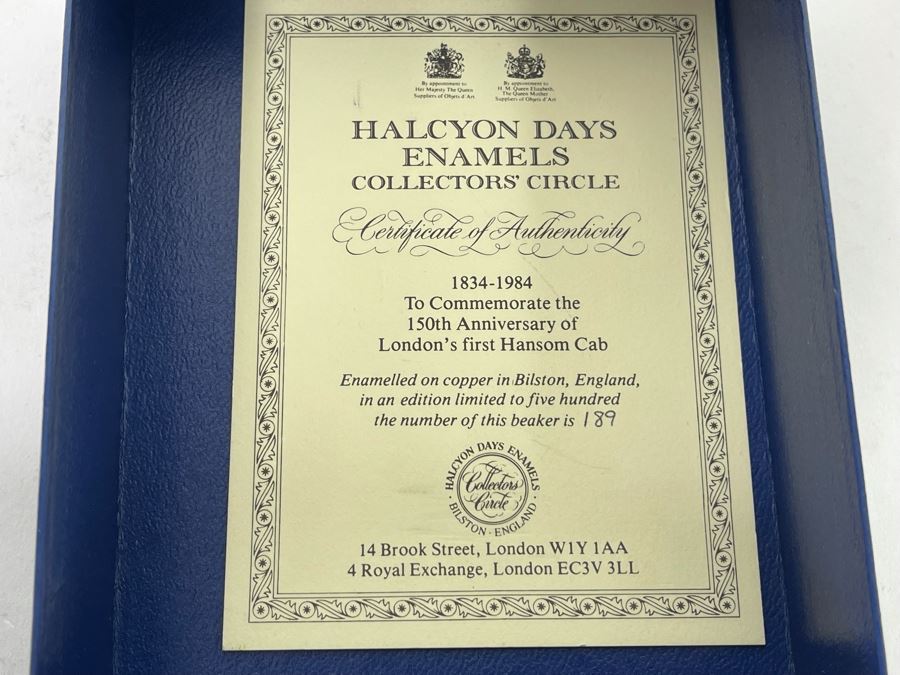 By appointment to
Her Majesty The Queen
Suppliers of Objets d'Art
By appointment to
H. M. Queen Elizabeth,
The Queen Mother
Suppliers of Objets d'Art
HALCYON DAYS
ENAMELS
COLLECTORS' CIRCLE
Certificate of Authenticity
1834-1984
To Commemorate the
150th Anniversary of
London's first Hansom Cab
Enamelled on copper in Bilston, England,
in an edition limited to five hundred
the number of this beaker is 189
HALCYON DAYS ENAMELS
The
Collectors
Circle
· BILSTON · ENGLAND ·
14 Brook Street, London W1Y 1AA
4 Royal Exchange, London EC3V 3LL